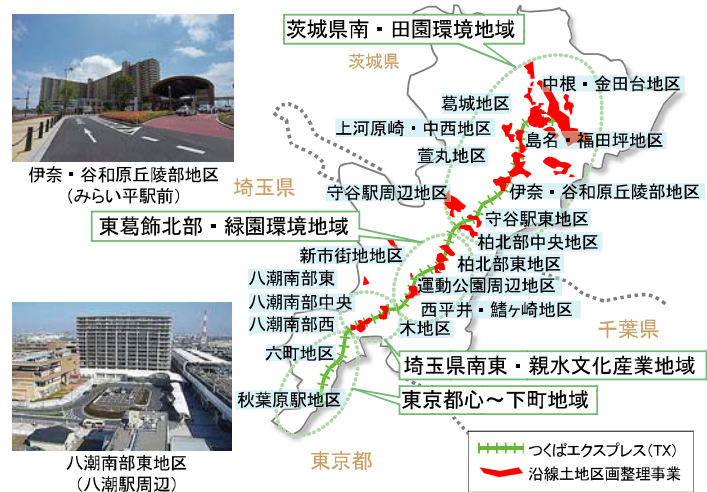 茨城県南・田園環境地域
茨城県
中根・金田台地区
葛城地区
上河原崎・中西地区
島名・福田坪地区
萱丸地区
伊奈・谷和原丘陵部地区
(みらい平駅前)
埼玉県
守谷駅周辺地区
伊奈・谷和原丘陵部地区
守谷駅東地区
東葛飾北部・緑園環境地域
柏北部中央地区
新市街地地区
柏北部東地区
八潮南部東
運動公園周辺地区
八潮南部中央
西平井・鰭ヶ崎地区
八潮南部西
木地区
千葉県
六町地区
埼玉県南東・親水文化産業地域
秋葉原駅地区
東京都心~下町地域
東京都
八潮南部東地区
(八潮駅周辺)
つくばエクスプレス(TX)
沿線土地区画整理事業